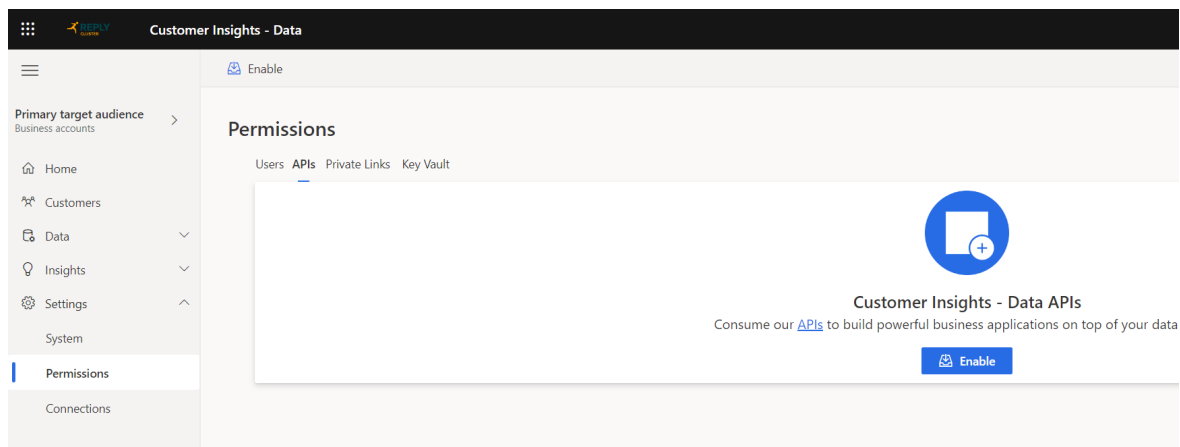 REPLY
CLUSTER
Customer Insights - Data
Enable
Primary target audience
Business accounts
Home
Customers
Data
Insights
Settings
System
Permissions
Connections
Permissions
Users APIs Private Links Key Vault
Customer Insights - Data APIs
Consume our APIs to build powerful business applications on top of your data
Enable